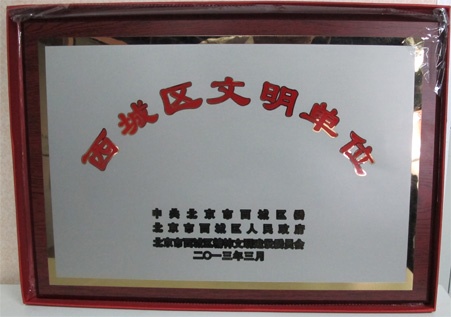 西城区文明单位
中共北京市西城区委
北京市西城区人民政府
北京市西城区精神文明建设委员会
二〇一三年三月